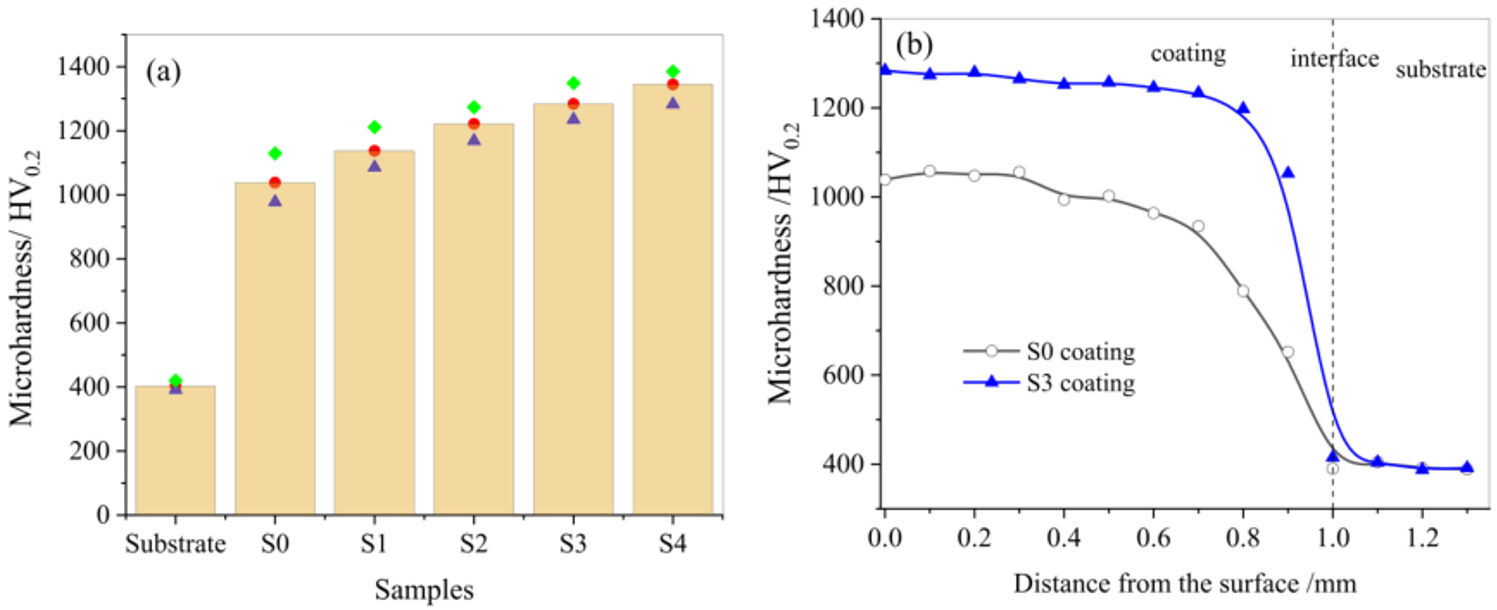 (a)
Microhardness/ HV0.2
1400
1200
1000
800
600
400
200
0
Substrate S0 S1 S2 S3 S4
Samples
(b)
coating
interface
substrate
Microhardness /HV0.2
1400
1200
1000
800
600
400
S0 coating
S3 coating
0.0 0.2 0.4 0.6 0.8 1.0 1.2
Distance from the surface /mm